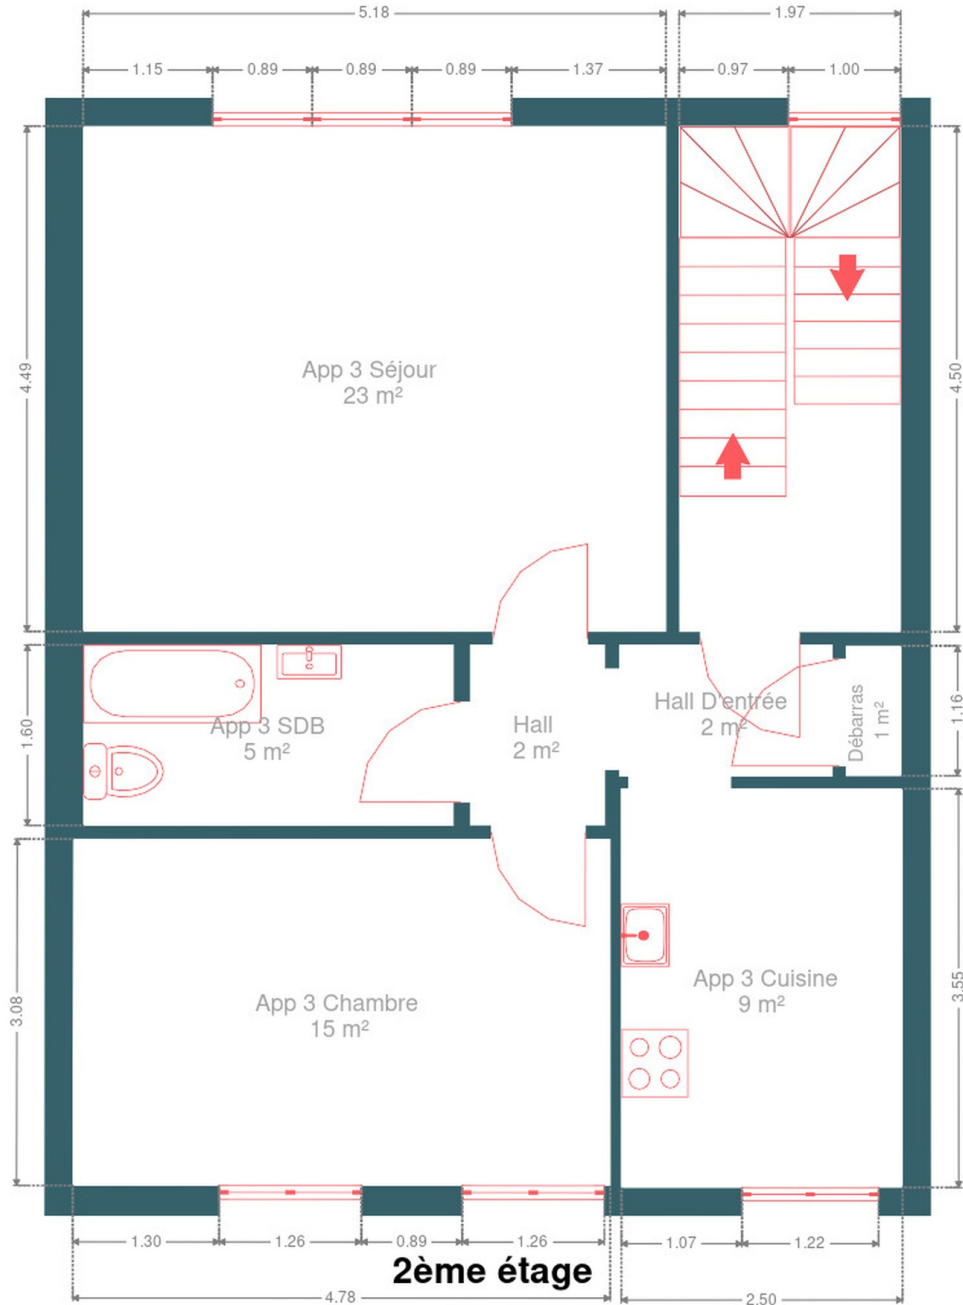 5.18
1.97
1.15
0.89
0.89
0.89
1.37
0.97
1.00
4.49
4.50
App 3 Séjour
23 m²
1.60
App 3 SDB
5 m²
Hall
2 m²
Hall D'entrée
2 m²
Débarras
1 m²
1.16
3.08
App 3 Chambre
15 m²
App 3 Cuisine
9 m²
3.55
1.30
1.26
0.89
1.26
1.07
1.22
2ème étage
4.78
2.50